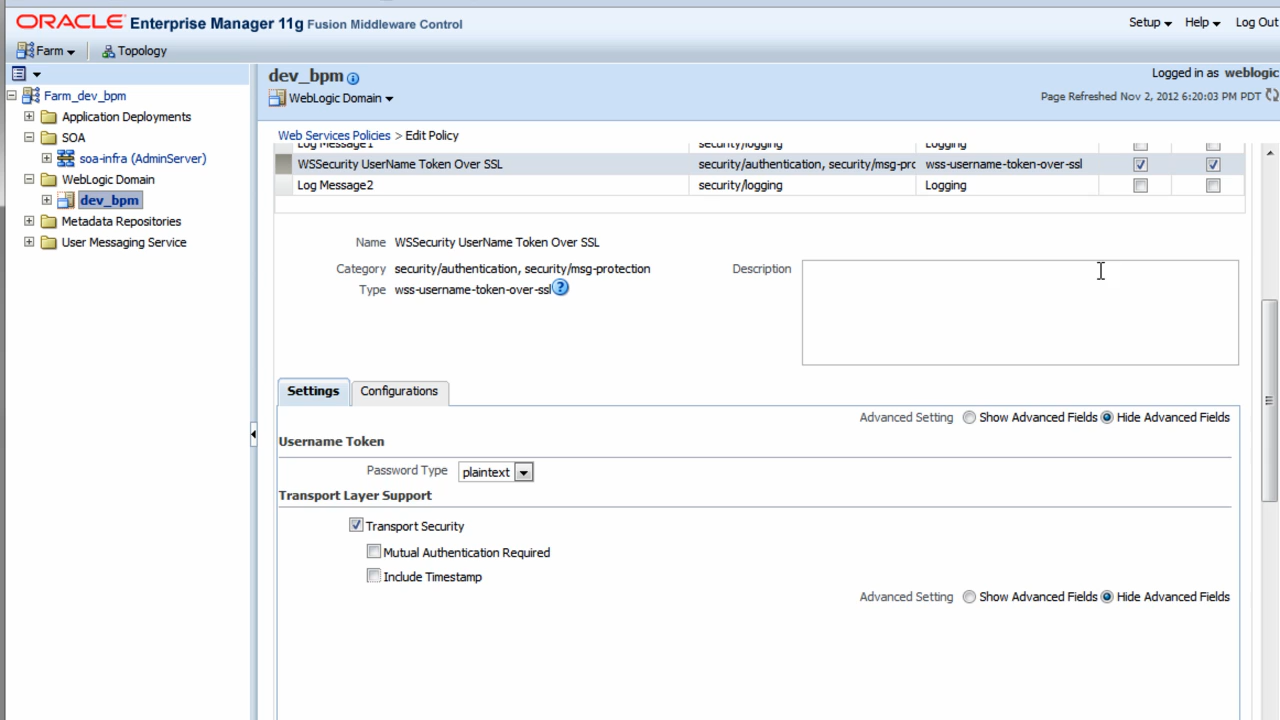 ORACLE Enterprise Manager 11g Fusion Middleware Control
Setup Help Log Out
Farm Topology
dev_bpm
Logged in as weblogic
WebLogic Domain
Page Refreshed Nov 2, 2012 6:20:03 PM PDT
Farm_dev_bpm
Application Deployments
SOA
soa-infra (AdminServer)
WebLogic Domain
dev_bpm
Metadata Repositories
User Messaging Service
Web Services Policies > Edit Policy
Log Message1 security/logging Logging
WSSecurity UserName Token Over SSL security/authentication, security/msg-prc wss-username-token-over-ssl
Log Message2 security/logging Logging
Name WSSecurity UserName Token Over SSL
Category security/authentication, security/msg-protection
Description
Type wss-username-token-over-ssl
Settings Configurations
Advanced Setting Show Advanced Fields Hide Advanced Fields
Username Token
Password Type plaintext
Transport Layer Support
Transport Security
Mutual Authentication Required
Include Timestamp
Advanced Setting Show Advanced Fields Hide Advanced Fields